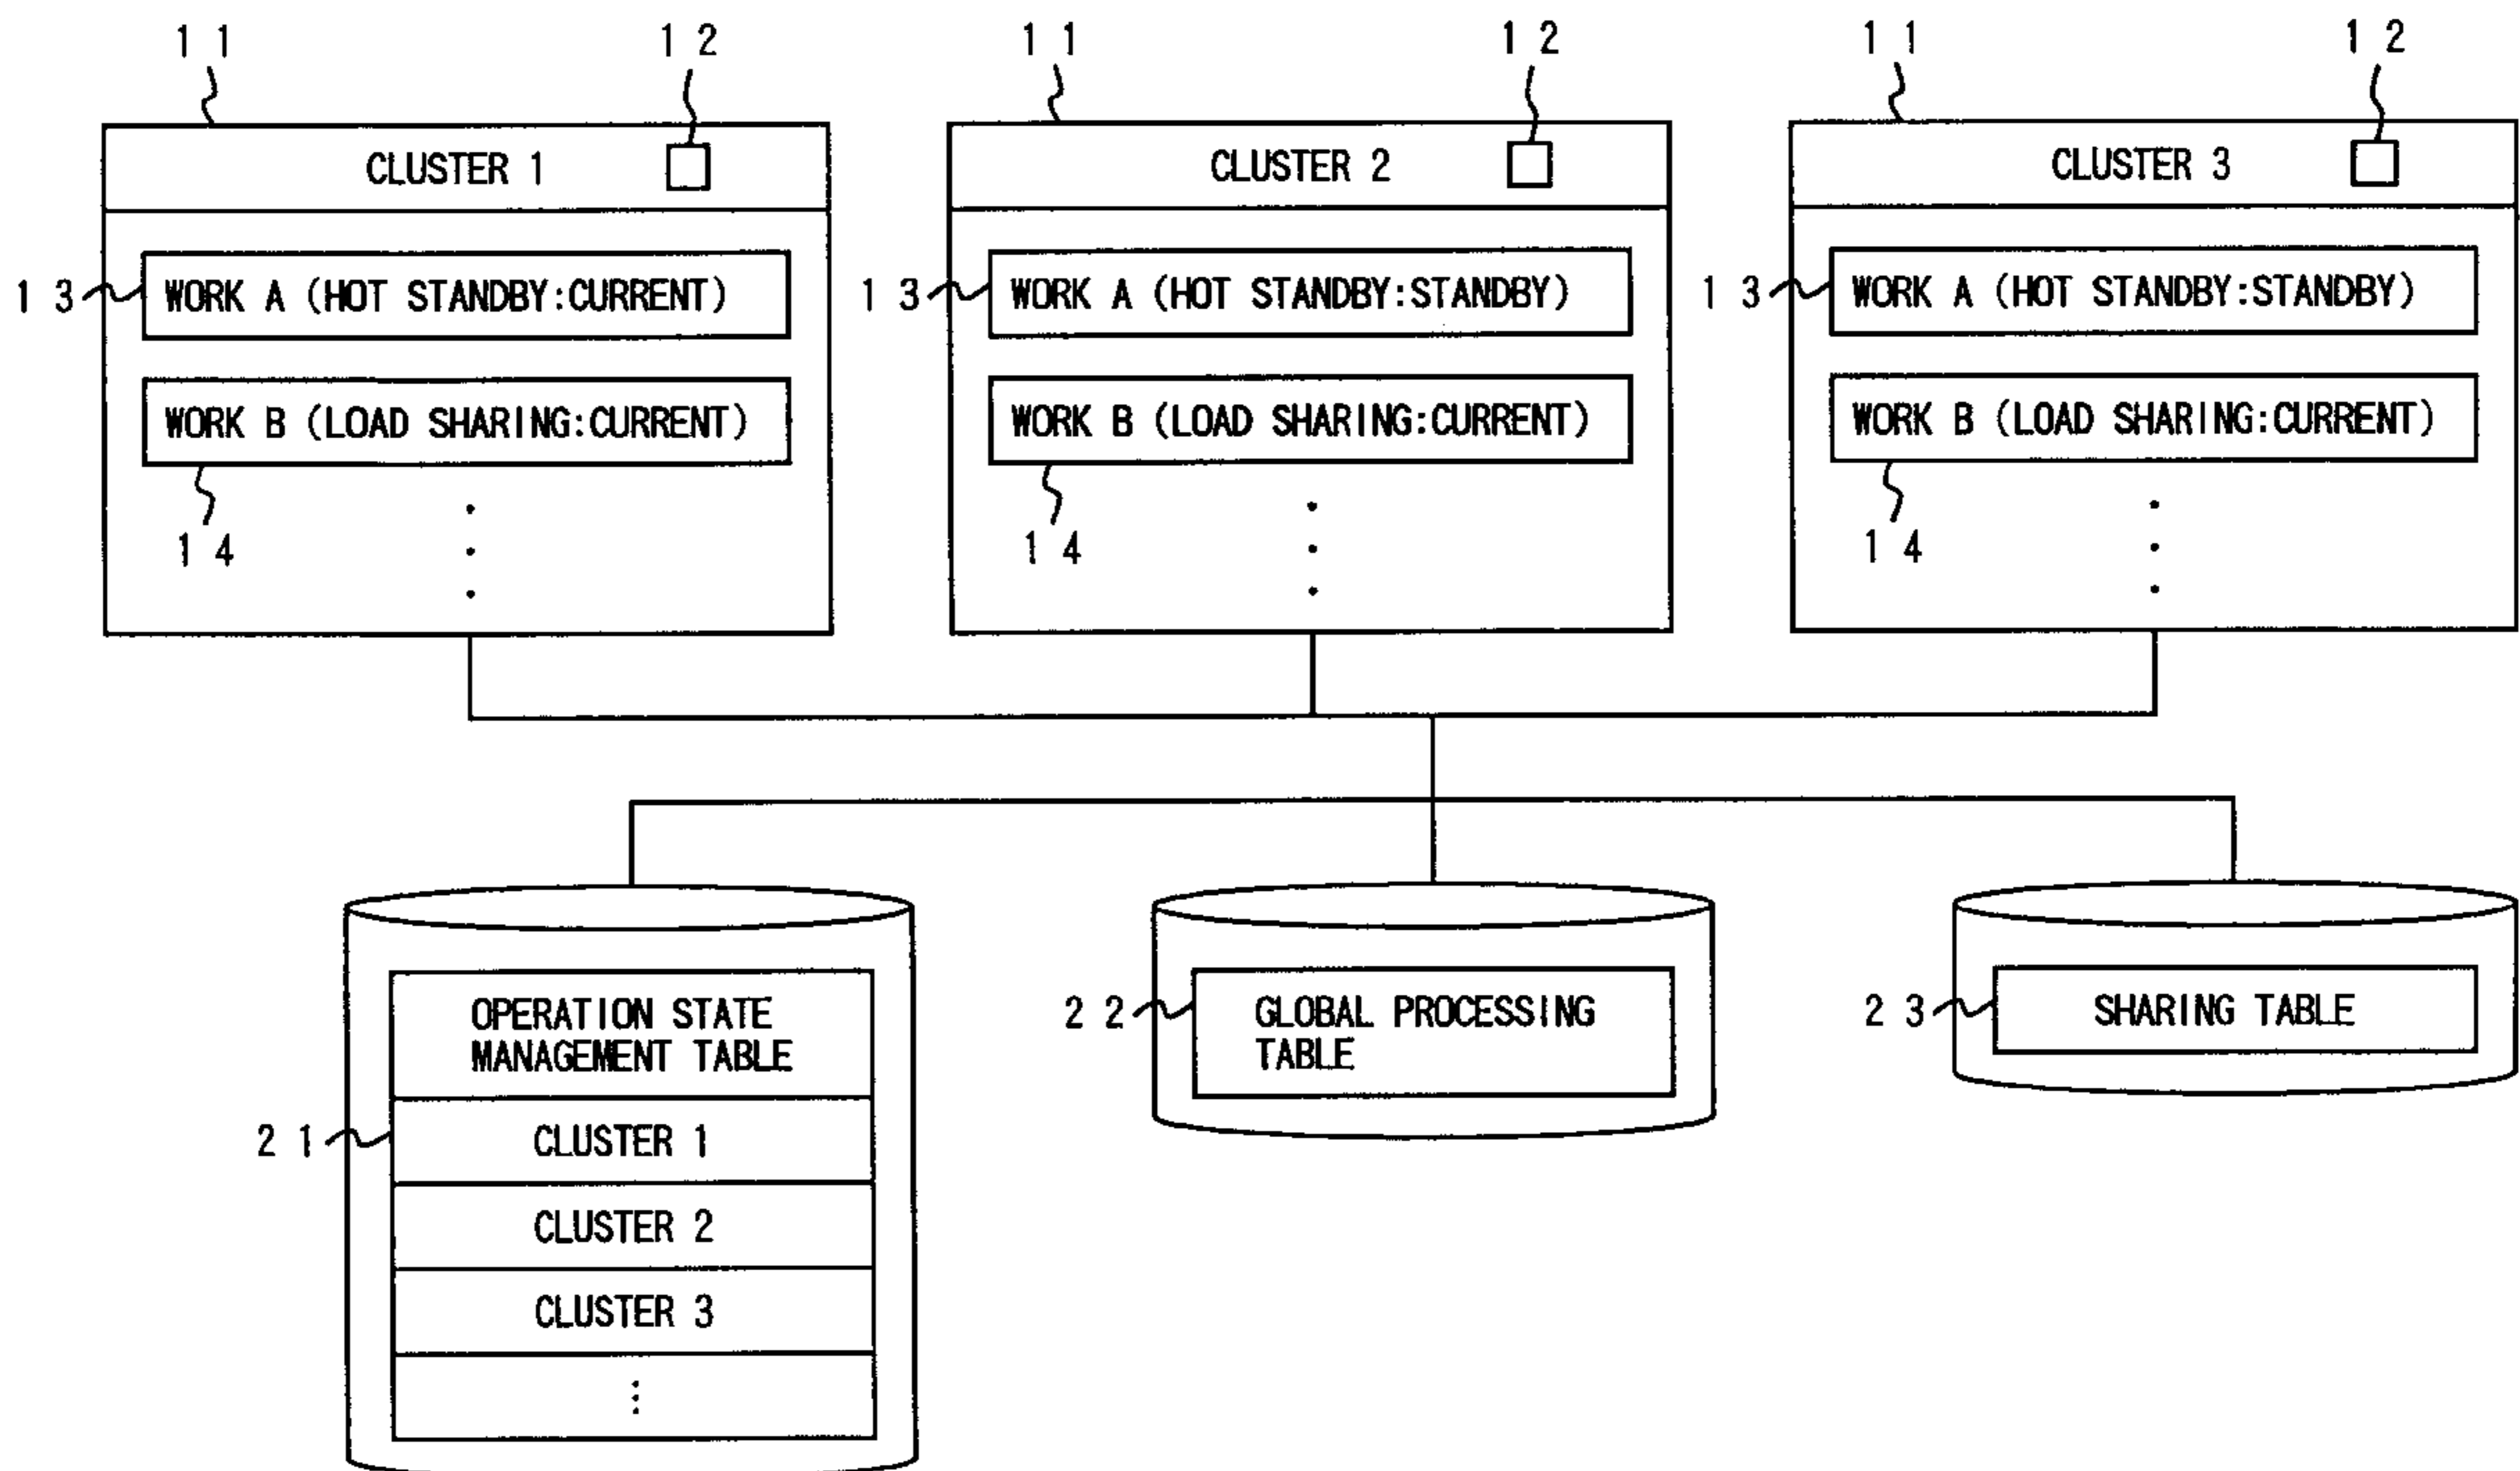 11 12 11 12 11 12
CLUSTER 1 CLUSTER 2 CLUSTER 3
13 WORK A (HOT STANDBY:CURRENT) 13 WORK A (HOT STANDBY:STANDBY) 13 WORK A (HOT STANDBY:STANDBY)
WORK B (LOAD SHARING:CURRENT) WORK B (LOAD SHARING:CURRENT) WORK B (LOAD SHARING:CURRENT)
14 14 14
OPERATION STATE
MANAGEMENT TABLE
21 CLUSTER 1
CLUSTER 2
CLUSTER 3
22 GLOBAL PROCESSING
TABLE
23 SHARING TABLE